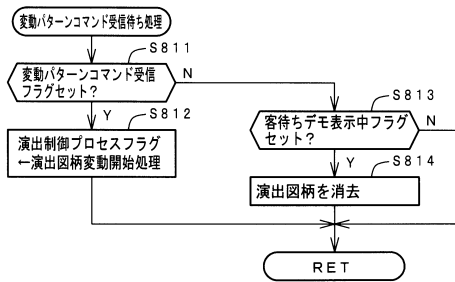 変動パターンコマンド受信待ち処理
S811
変動パターンコマンド受信
フラグセット?
N
Y
S812
演出制御プロセスフラグ
←演出図柄変動開始処理
S813
客待ちデモ表示中フラグ
セット?
N
Y
S814
演出図柄を消去
RET